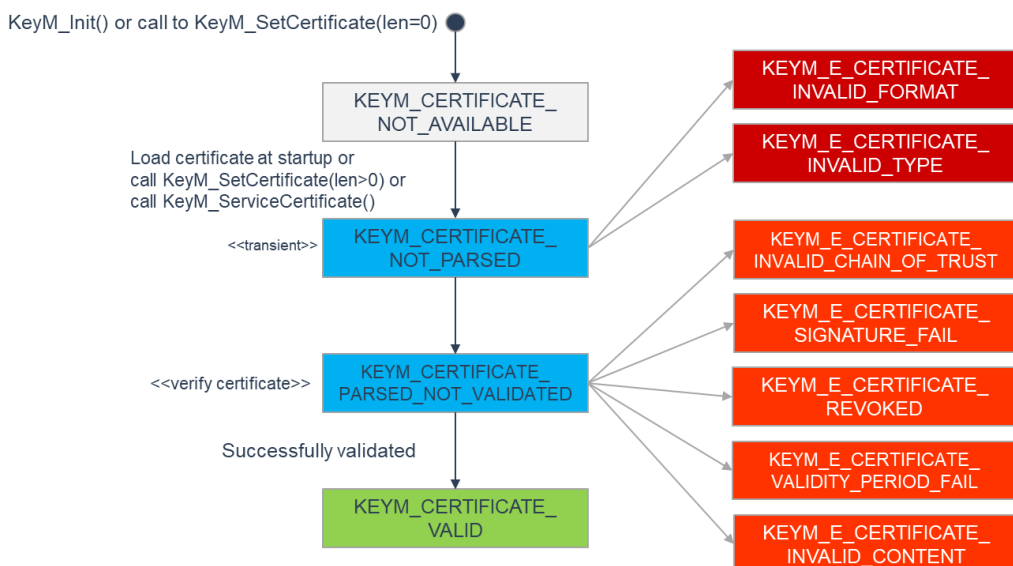 KeyM_Init() or call to KeyM_SetCertificate(len=0)
KEYM_CERTIFICATE_
NOT_AVAILABLE
KEYM_E_CERTIFICATE_
INVALID_FORMAT
KEYM_E_CERTIFICATE_
INVALID_TYPE
Load certificate at startup or
call KeyM_SetCertificate(len>0) or
call KeyM_ServiceCertificate()
<<transient>>
KEYM_CERTIFICATE_
NOT_PARSED
KEYM_E_CERTIFICATE_
INVALID_CHAIN_OF_TRUST
KEYM_E_CERTIFICATE_
SIGNATURE_FAIL
<<verify certificate>>
KEYM_CERTIFICATE_
PARSED_NOT_VALIDATED
KEYM_E_CERTIFICATE_
REVOKED
Successfully validated
KEYM_E_CERTIFICATE_
VALIDITY_PERIOD_FAIL
KEYM_CERTIFICATE_
VALID
KEYM_E_CERTIFICATE_
INVALID_CONTENT